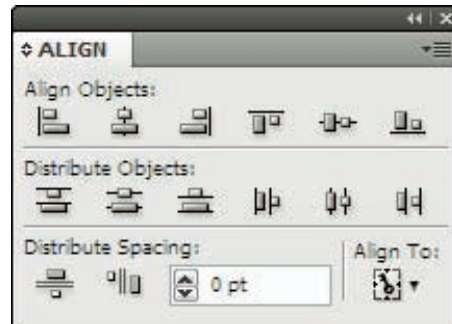 ALIGN
Align Objects:
Distribute Objects:
Distribute Spacing:
Align To:
0 pt